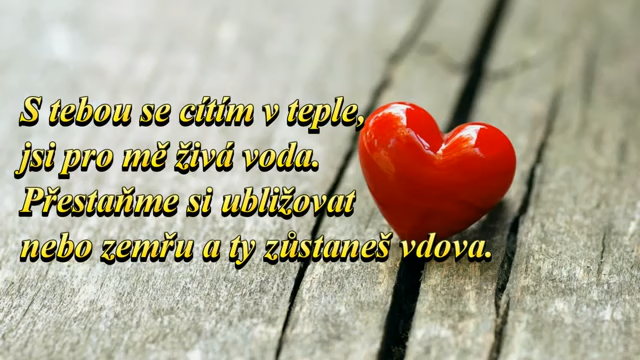 S tebou se cítím v teple,
jsi pro mě živá voda.
Přestaňme si ubližovat
nebo zemřu a ty zůstaneš vdova.